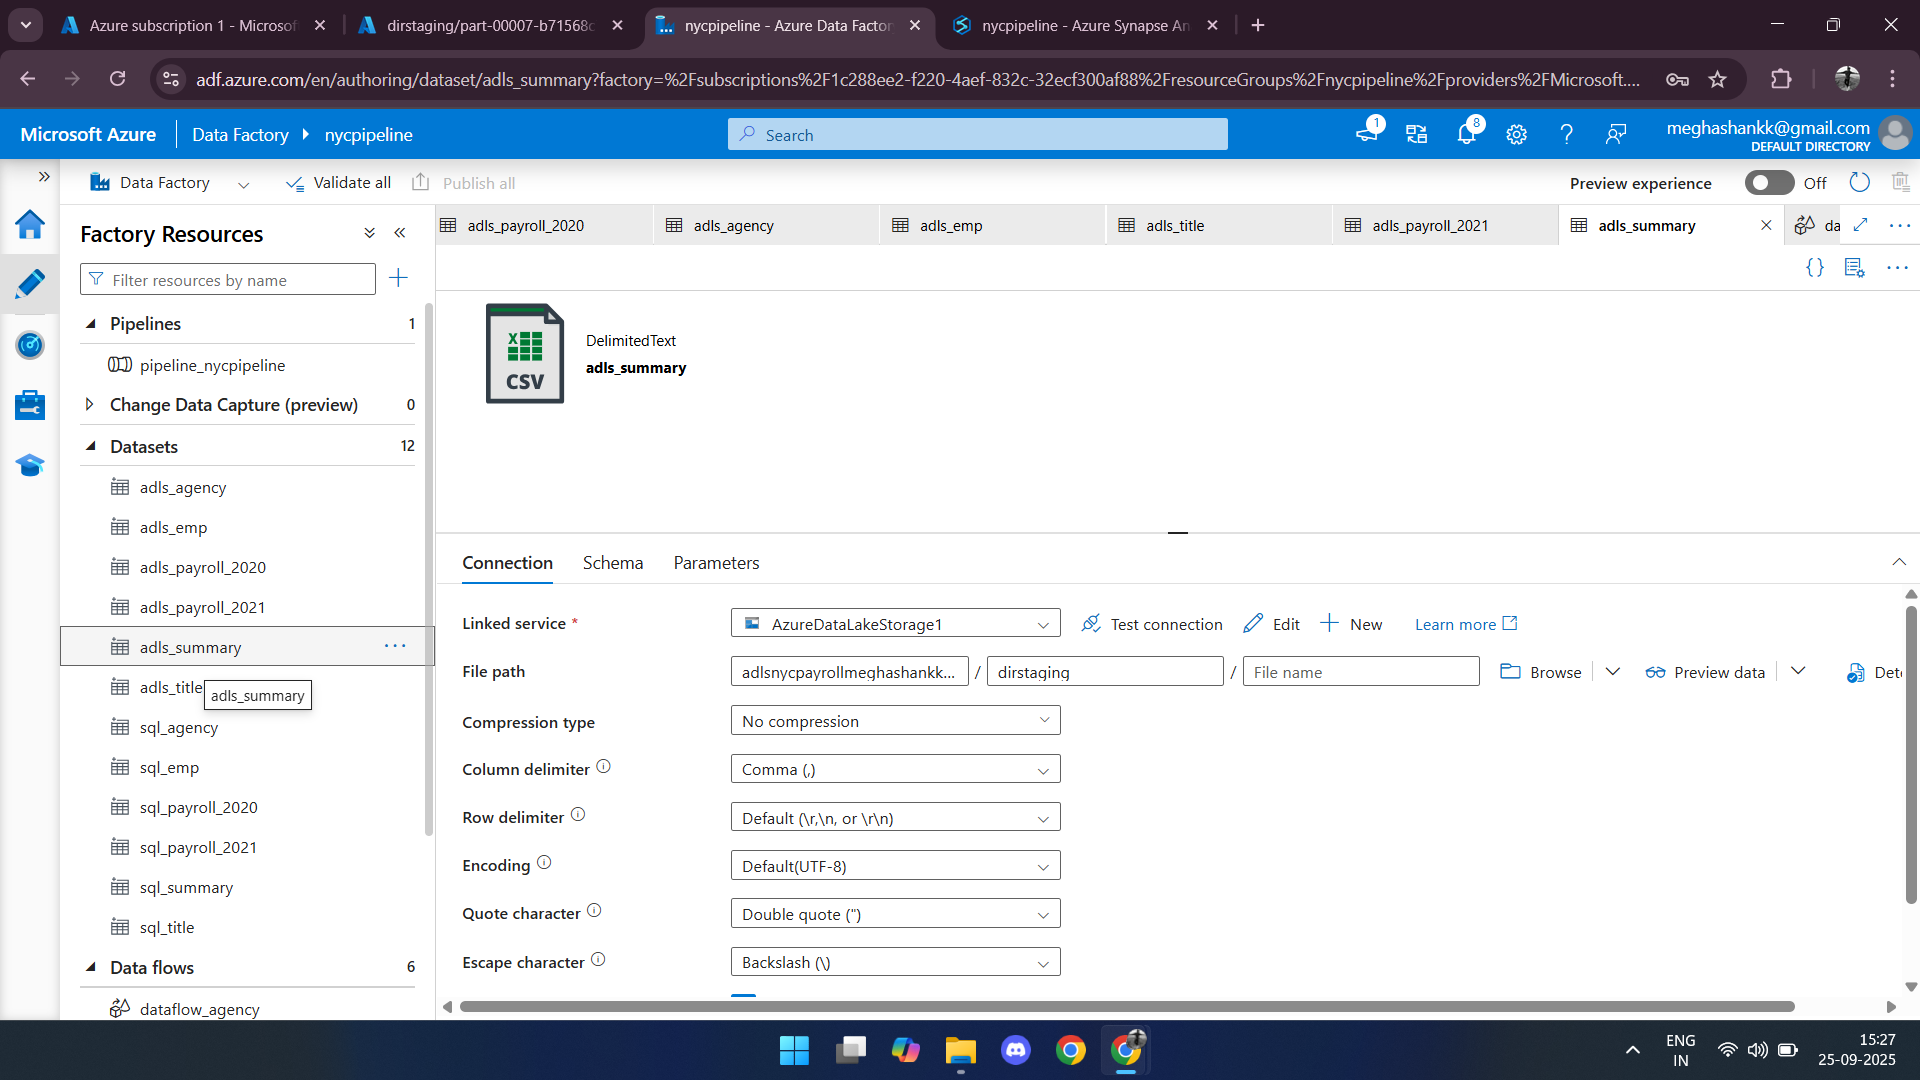 Azure subscription 1 - Microsof
dirstaging/part-00007-b71568c
nycpipeline - Azure Data Factor
nycpipeline - Azure Synapse An
adf.azure.com/en/authoring/dataset/adls_summary?factory=%2Fsubscriptions%2F1c288ee2-f220-4aef-832c-32ecf300af88%2FresourceGroups%2Fnycpipeline%2Fproviders%2FMicrosoft....
Microsoft Azure
Data Factory
nycpipeline
Search
1
8
meghashankk@gmail.com
DEFAULT DIRECTORY
Data Factory
Validate all
Publish all
Preview experience
Off
Factory Resources
Filter resources by name
Pipelines 1
pipeline_nycpipeline
Change Data Capture (preview) 0
Datasets 12
adls_agency
adls_emp
adls_payroll_2020
adls_payroll_2021
adls_summary
adls_title
adls_summary
sql_agency
sql_emp
sql_payroll_2020
sql_payroll_2021
sql_summary
sql_title
Data flows 6
dataflow_agency
adls_payroll_2020
adls_agency
adls_emp
adls_title
adls_payroll_2021
adls_summary
da
X
CSV
DelimitedText
adls_summary
Connection
Schema
Parameters
Linked service *
AzureDataLakeStorage1
Test connection
Edit
New
Learn more
File path
adlsnycpayrollmeghashankk... / dirstaging / File name
Browse
Preview data
Dete
Compression type
No compression
Column delimiter
Comma (,)
Row delimiter
Default (\r,\n, or \r\n)
Encoding
Default(UTF-8)
Quote character
Double quote (")
Escape character
Backslash (\)
ENG
IN
15:27
25-09-2025